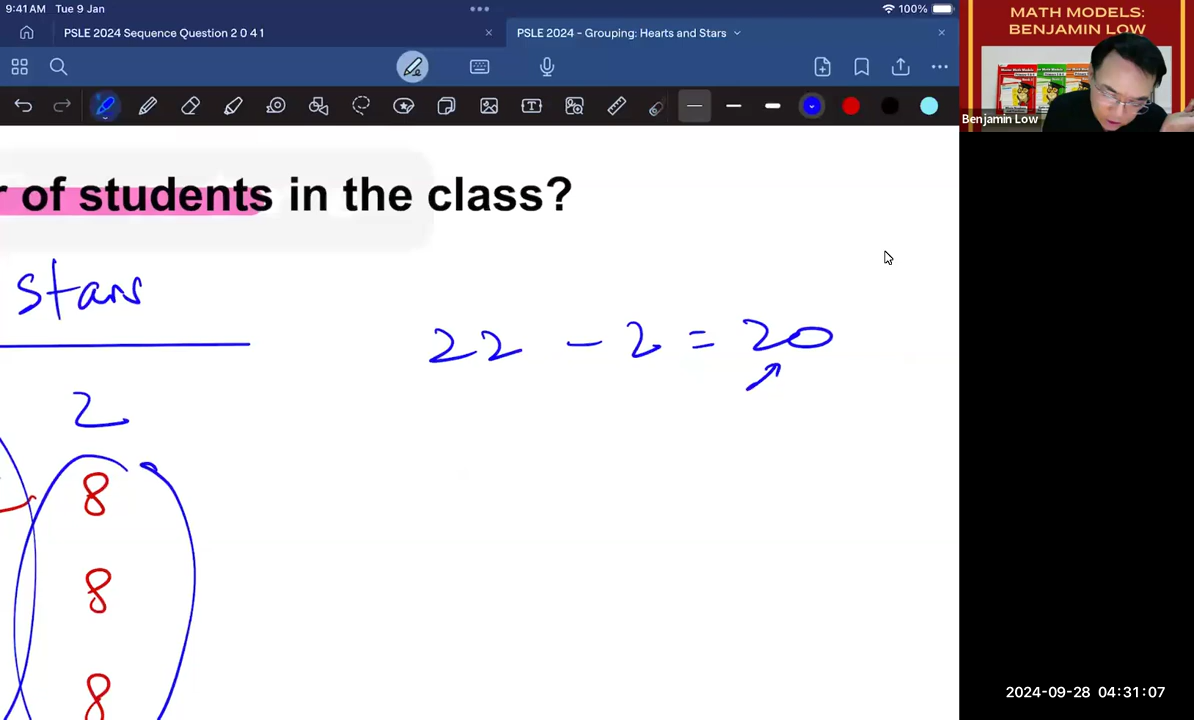 9:41 AM Tue 9 Jan
100%
PSLE 2024 Sequence Question 2 0 4 1
PSLE 2024 - Grouping: Hearts and Stars
MATH MODELS:
BENJAMIN LOW
Benjamin Low
r of students in the class?
stars
22 - 2 = 20
2
8
8
8
2024-09-28 04:31:07